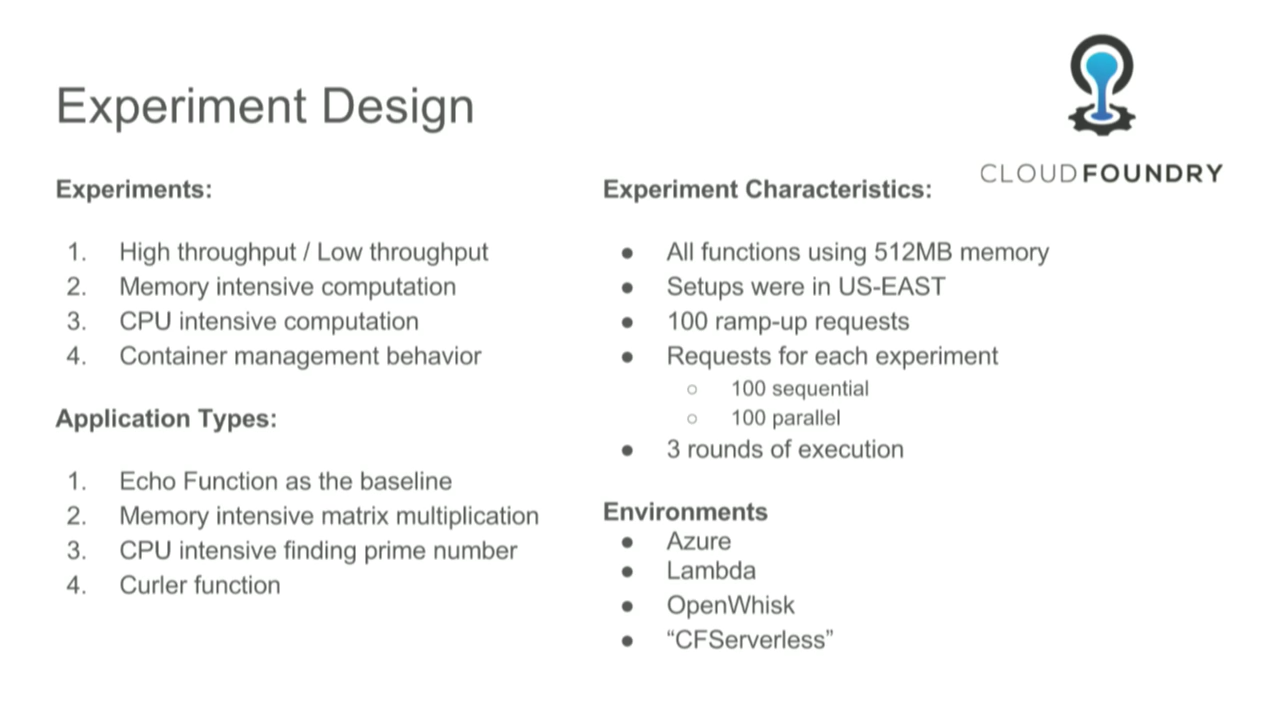 Experiment Design
CLOUD FOUNDRY
Experiments:
1. High throughput / Low throughput
2. Memory intensive computation
3. CPU intensive computation
4. Container management behavior
Application Types:
1. Echo Function as the baseline
2. Memory intensive matrix multiplication
3. CPU intensive finding prime number
4. Curler function
Experiment Characteristics:
● All functions using 512MB memory
● Setups were in US-EAST
● 100 ramp-up requests
● Requests for each experiment
○ 100 sequential
○ 100 parallel
● 3 rounds of execution
Environments
● Azure
● Lambda
● OpenWhisk
● “CFServerless”